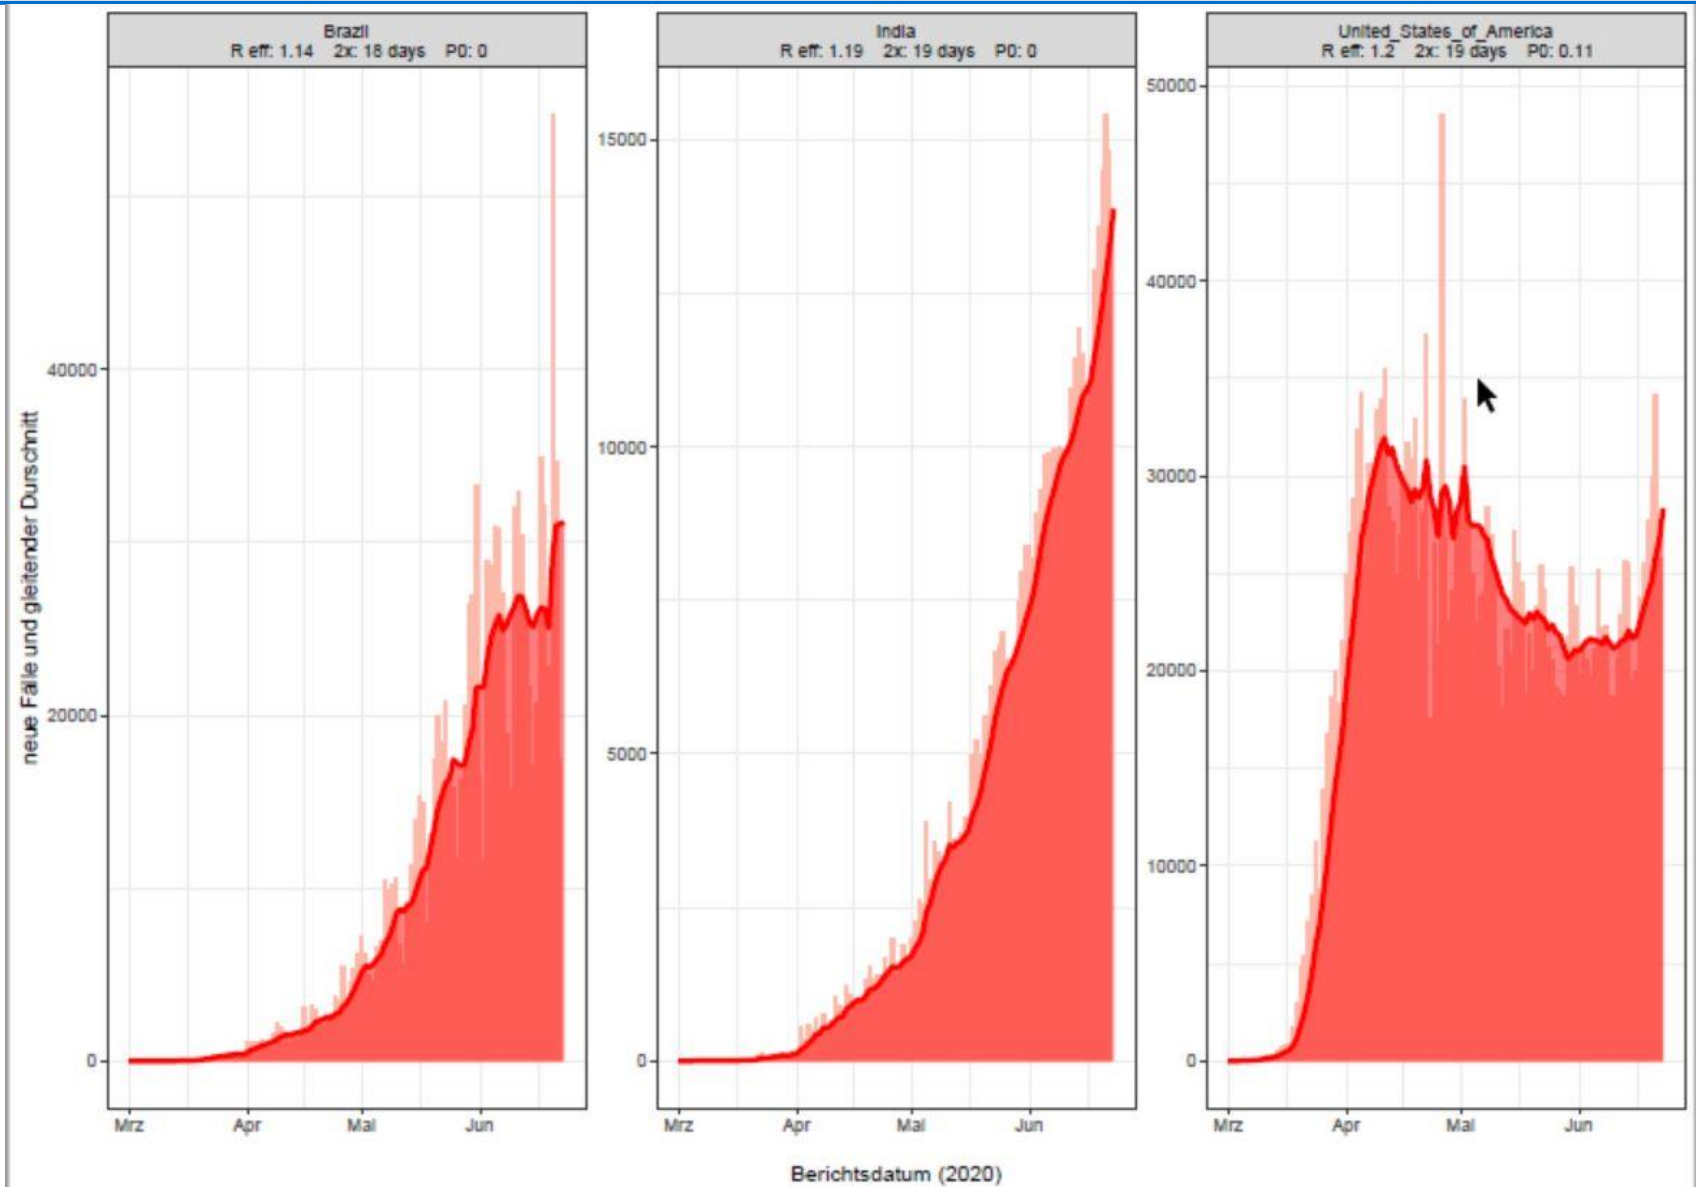 Brazil
R eff: 1.14 2x: 18 days P0: 0
India
R eff: 1.19 2x: 19 days P0: 0
United_States_of_America
R eff: 1.2 2x: 19 days P0: 0.11
neue Fälle und gleitender Durschnitt
40000
20000
0
Mrz Apr Mai Jun
15000
10000
5000
0
Mrz Apr Mai Jun
50000
40000
30000
20000
10000
0
Mrz Apr Mai Jun
Berichtsdatum (2020)